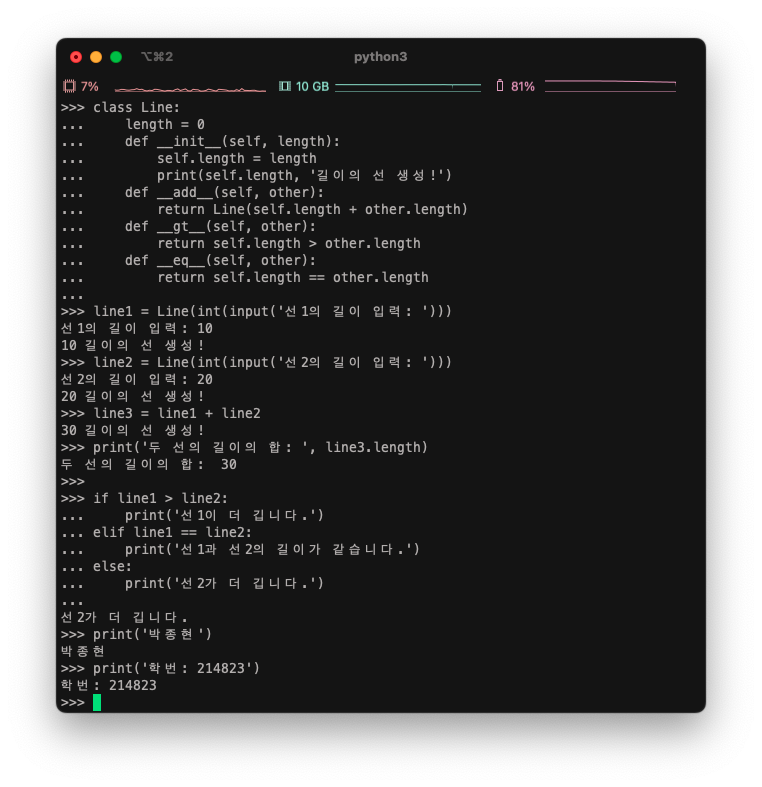 ⌥⌘2 python3
7% 10 GB 81%
>>> class Line:
...     length = 0
...     def __init__(self, length):
...         self.length = length
...         print(self.length, '길이의 선 생성!')
...     def __add__(self, other):
...         return Line(self.length + other.length)
...     def __gt__(self, other):
...         return self.length > other.length
...     def __eq__(self, other):
...         return self.length == other.length
...
>>> line1 = Line(int(input('선1의 길이 입력: ')))
선1의 길이 입력: 10
10 길이의 선 생성!
>>> line2 = Line(int(input('선2의 길이 입력: ')))
선2의 길이 입력: 20
20 길이의 선 생성!
>>> line3 = line1 + line2
30 길이의 선 생성!
>>> print('두 선의 길이의 합: ', line3.length)
두 선의 길이의 합:  30
>>>
>>> if line1 > line2:
...     print('선1이 더 깁니다.')
... elif line1 == line2:
...     print('선1과 선2의 길이가 같습니다.')
... else:
...     print('선2가 더 깁니다.')
...
선2가 더 깁니다.
>>> print('박종현')
박종현
>>> print('학번: 214823')
학번: 214823
>>>